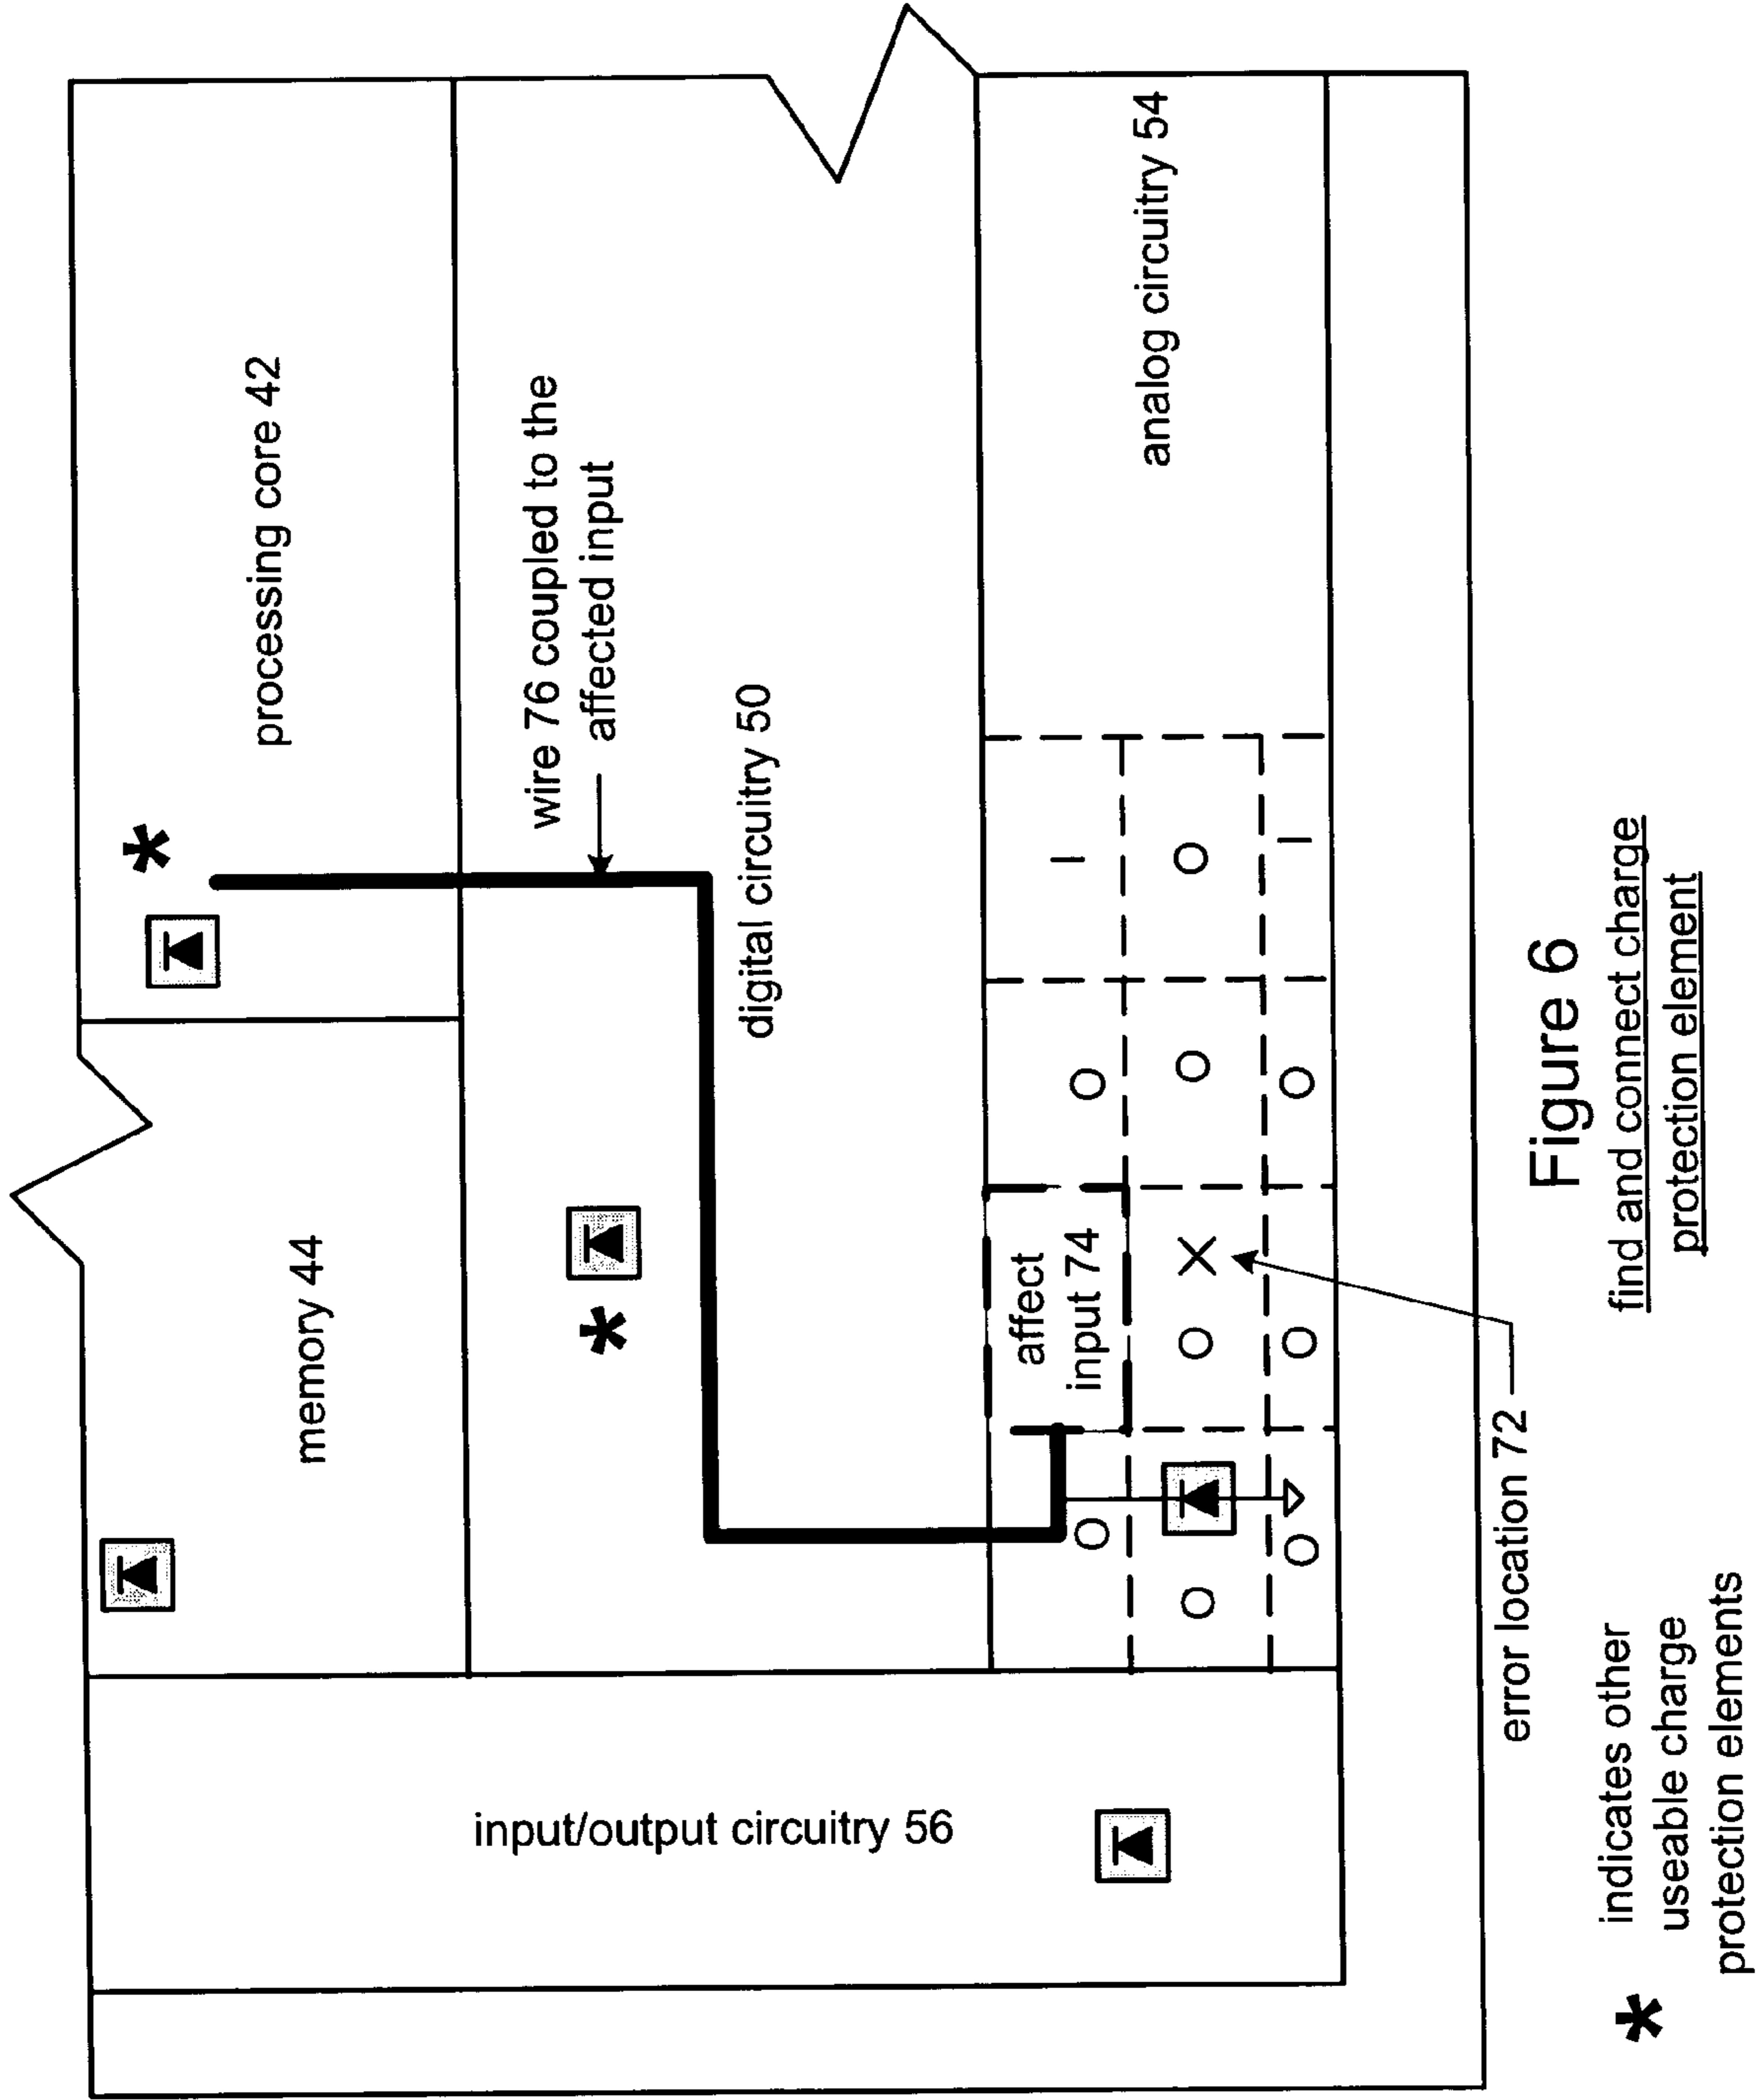 memory 44
processing core 42
wire 76 coupled to the
affected input
input/output circuitry 56
digital circuitry 50
affect
input 74
analog circuitry 54
O
O
X
O
O
O
O
O
O
O
I
O
I
error location 72
*
*
Figure 6
find and connect charge
protection element
* indicates other
useable charge
protection elements